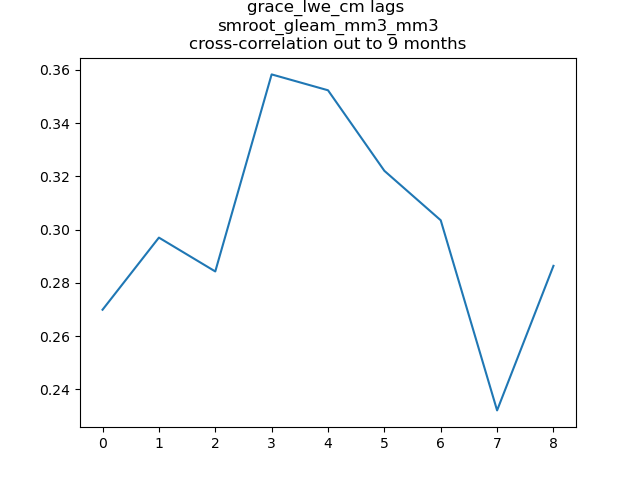 grace_lwe_cm lags
smroot_gleam_mm3_mm3
cross-correlation out to 9 months
0.36
0.34
0.32
0.30
0.28
0.26
0.24
0 1 2 3 4 5 6 7 8